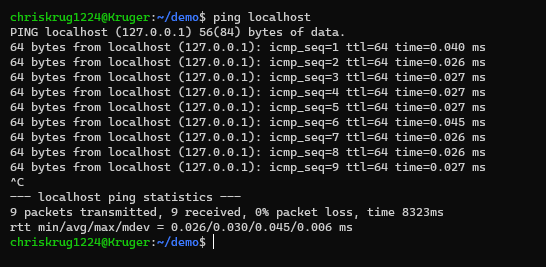 chriskrug1224@Kruger:~/demo$ ping localhost
PING localhost (127.0.0.1) 56(84) bytes of data.
64 bytes from localhost (127.0.0.1): icmp_seq=1 ttl=64 time=0.040 ms
64 bytes from localhost (127.0.0.1): icmp_seq=2 ttl=64 time=0.026 ms
64 bytes from localhost (127.0.0.1): icmp_seq=3 ttl=64 time=0.027 ms
64 bytes from localhost (127.0.0.1): icmp_seq=4 ttl=64 time=0.027 ms
64 bytes from localhost (127.0.0.1): icmp_seq=5 ttl=64 time=0.027 ms
64 bytes from localhost (127.0.0.1): icmp_seq=6 ttl=64 time=0.045 ms
64 bytes from localhost (127.0.0.1): icmp_seq=7 ttl=64 time=0.026 ms
64 bytes from localhost (127.0.0.1): icmp_seq=8 ttl=64 time=0.026 ms
64 bytes from localhost (127.0.0.1): icmp_seq=9 ttl=64 time=0.027 ms
^C
--- localhost ping statistics ---
9 packets transmitted, 9 received, 0% packet loss, time 8323ms
rtt min/avg/max/mdev = 0.026/0.030/0.045/0.006 ms
chriskrug1224@Kruger:~/demo$